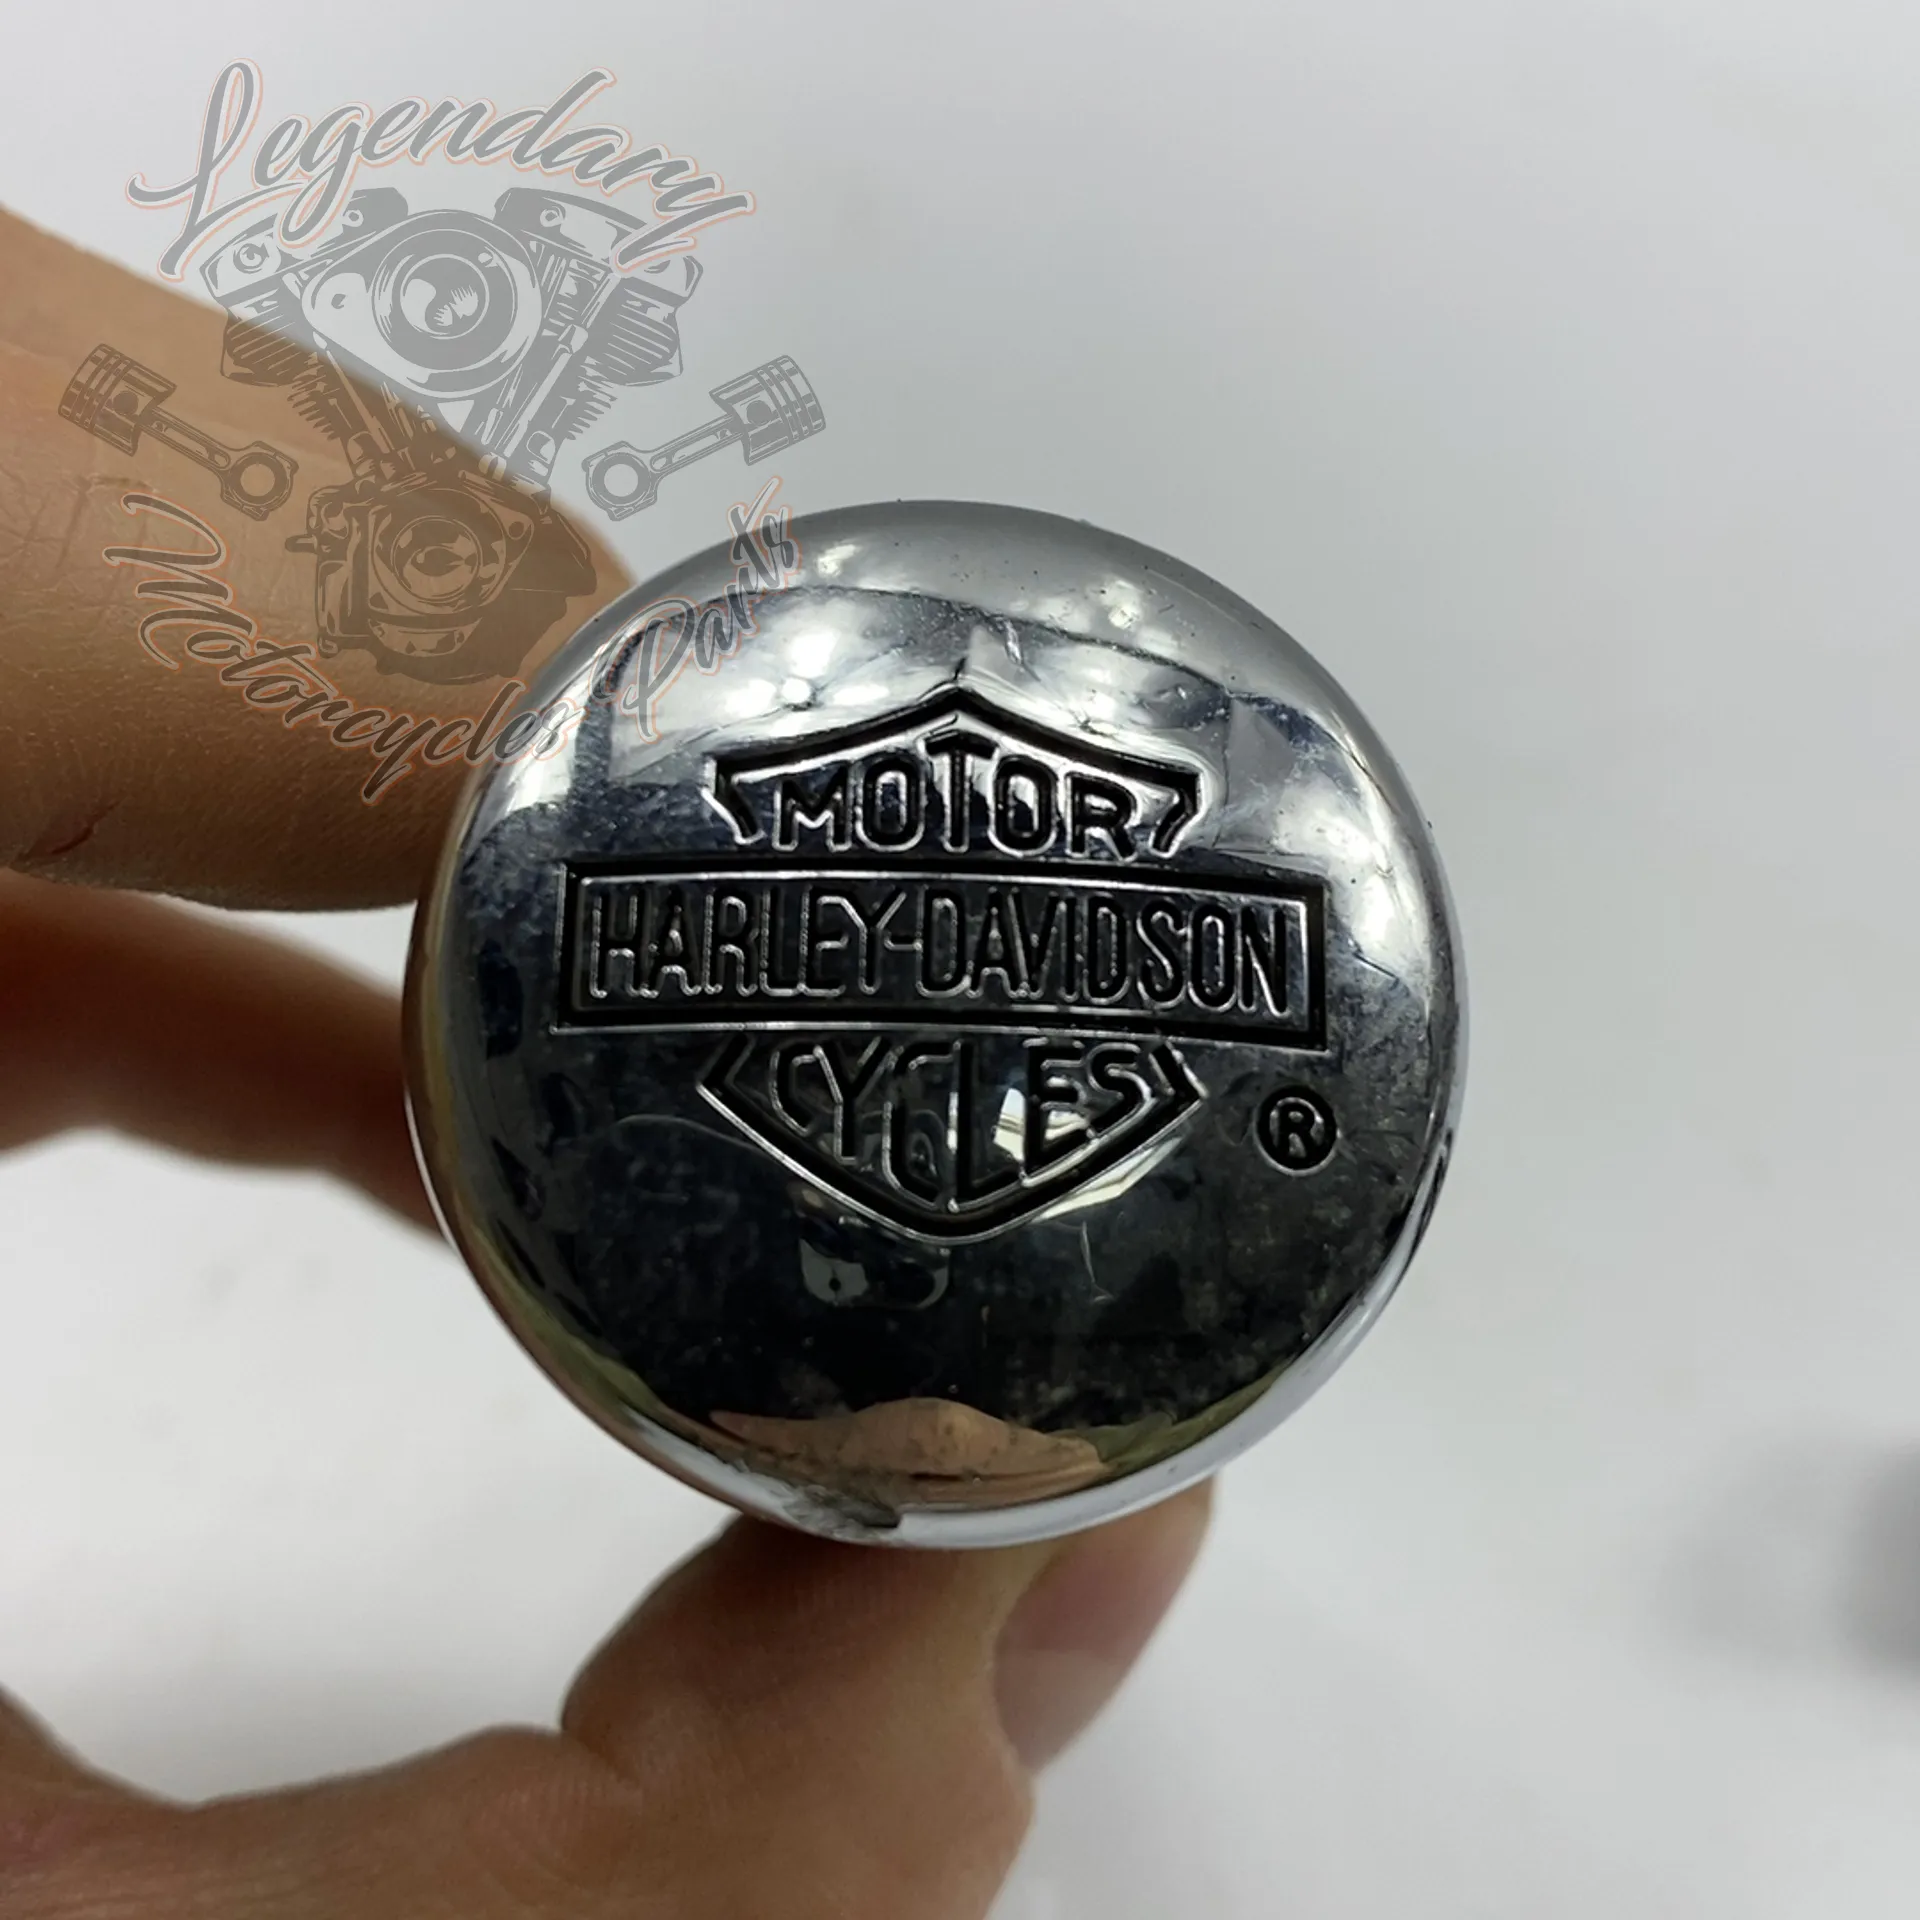 Legendary
Motorcycles Parts
MOTOR
HARLEY-DAVIDSON
CYCLES
®